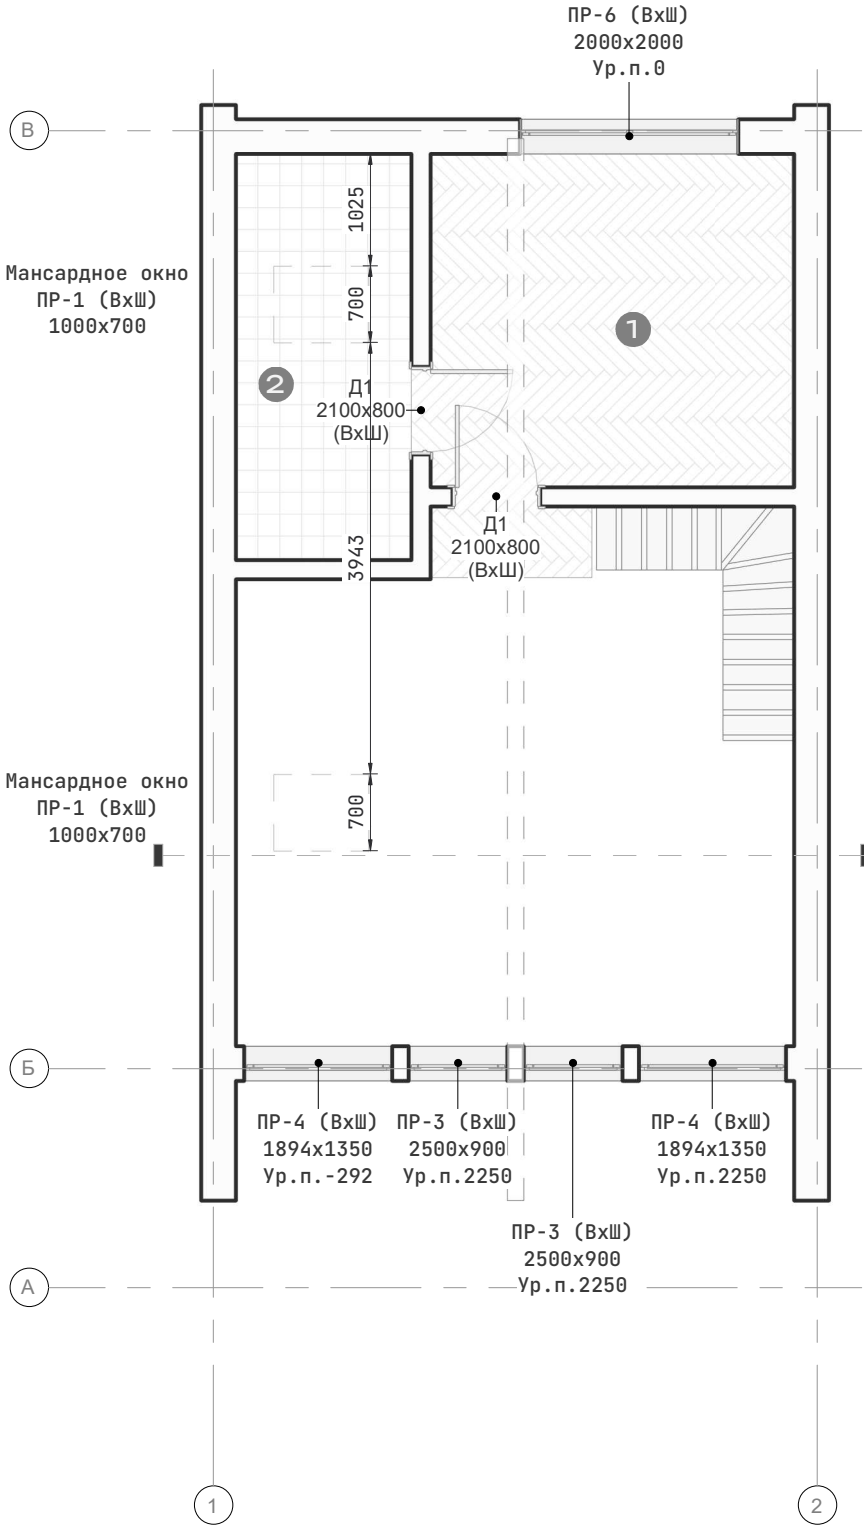 ПР-6 (ВхШ)
2000х2000
Ур.п.0
В
1025
Мансардное окно
ПР-1 (ВхШ)
1000х700
700
1
2
Д1
2100х800
(ВхШ)
Д1
2100х800
(ВхШ)
3943
Мансардное окно
ПР-1 (ВхШ)
1000х700
700
Б
ПР-4 (ВхШ)
1894х1350
Ур.п.-292
ПР-3 (ВхШ)
2500х900
Ур.п.2250
ПР-4 (ВхШ)
1894х1350
Ур.п.2250
ПР-3 (ВхШ)
2500х900
Ур.п.2250
А
1
2